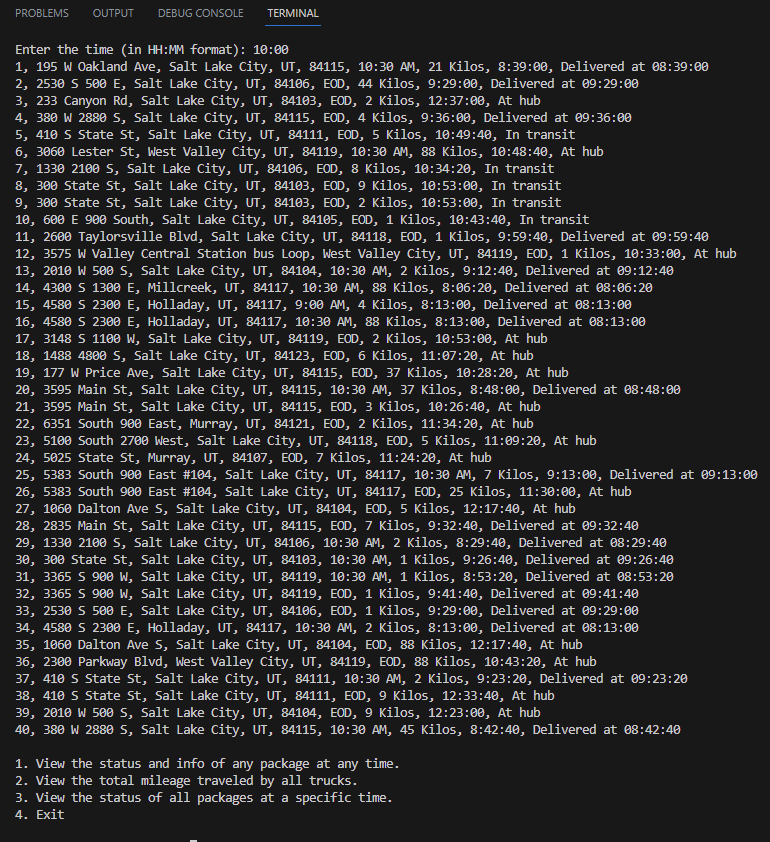 PROBLEMS OUTPUT DEBUG CONSOLE TERMINAL
Enter the time (in HH:MM format): 10:00
1, 195 W Oakland Ave, Salt Lake City, UT, 84115, 10:30 AM, 21 Kilos, 8:39:00, Delivered at 08:39:00
2, 2530 S 500 E, Salt Lake City, UT, 84106, EOD, 44 Kilos, 9:29:00, Delivered at 09:29:00
3, 233 Canyon Rd, Salt Lake City, UT, 84103, EOD, 2 Kilos, 12:37:00, At hub
4, 380 W 2880 S, Salt Lake City, UT, 84115, EOD, 4 Kilos, 9:36:00, Delivered at 09:36:00
5, 410 S State St, Salt Lake City, UT, 84111, EOD, 5 Kilos, 10:49:40, In transit
6, 3060 Lester St, West Valley City, UT, 84119, 10:30 AM, 88 Kilos, 10:48:40, At hub
7, 1330 2100 S, Salt Lake City, UT, 84106, EOD, 8 Kilos, 10:34:20, In transit
8, 300 State St, Salt Lake City, UT, 84103, EOD, 9 Kilos, 10:53:00, In transit
9, 300 State St, Salt Lake City, UT, 84103, EOD, 2 Kilos, 10:53:00, In transit
10, 600 E 900 South, Salt Lake City, UT, 84105, EOD, 1 Kilos, 10:43:40, In transit
11, 2600 Taylorsville Blvd, Salt Lake City, UT, 84118, EOD, 1 Kilos, 9:59:40, Delivered at 09:59:40
12, 3575 W Valley Central Station bus Loop, West Valley City, UT, 84119, EOD, 1 Kilos, 10:33:00, At hub
13, 2010 W 500 S, Salt Lake City, UT, 84104, 10:30 AM, 2 Kilos, 9:12:40, Delivered at 09:12:40
14, 4300 S 1300 E, Millcreek, UT, 84117, 10:30 AM, 88 Kilos, 8:06:20, Delivered at 08:06:20
15, 4580 S 2300 E, Holladay, UT, 84117, 9:00 AM, 4 Kilos, 8:13:00, Delivered at 08:13:00
16, 4580 S 2300 E, Holladay, UT, 84117, 10:30 AM, 88 Kilos, 8:13:00, Delivered at 08:13:00
17, 3148 S 1100 W, Salt Lake City, UT, 84119, EOD, 2 Kilos, 10:53:00, At hub
18, 1488 4800 S, Salt Lake City, UT, 84123, EOD, 6 Kilos, 11:07:20, At hub
19, 177 W Price Ave, Salt Lake City, UT, 84115, EOD, 37 Kilos, 10:28:20, At hub
20, 3595 Main St, Salt Lake City, UT, 84115, 10:30 AM, 37 Kilos, 8:48:00, Delivered at 08:48:00
21, 3595 Main St, Salt Lake City, UT, 84115, EOD, 3 Kilos, 10:26:40, At hub
22, 6351 South 900 East, Murray, UT, 84121, EOD, 2 Kilos, 11:34:20, At hub
23, 5100 South 2700 West, Salt Lake City, UT, 84118, EOD, 5 Kilos, 11:09:20, At hub
24, 5025 State St, Murray, UT, 84107, EOD, 7 Kilos, 11:24:20, At hub
25, 5383 South 900 East #104, Salt Lake City, UT, 84117, 10:30 AM, 7 Kilos, 9:13:00, Delivered at 09:13:00
26, 5383 South 900 East #104, Salt Lake City, UT, 84117, EOD, 25 Kilos, 11:30:00, At hub
27, 1060 Dalton Ave S, Salt Lake City, UT, 84104, EOD, 5 Kilos, 12:17:40, At hub
28, 2835 Main St, Salt Lake City, UT, 84115, EOD, 7 Kilos, 9:32:40, Delivered at 09:32:40
29, 1330 2100 S, Salt Lake City, UT, 84106, 10:30 AM, 2 Kilos, 8:29:40, Delivered at 08:29:40
30, 300 State St, Salt Lake City, UT, 84103, 10:30 AM, 1 Kilos, 9:26:40, Delivered at 09:26:40
31, 3365 S 900 W, Salt Lake City, UT, 84119, 10:30 AM, 1 Kilos, 8:53:20, Delivered at 08:53:20
32, 3365 S 900 W, Salt Lake City, UT, 84119, EOD, 1 Kilos, 9:41:40, Delivered at 09:41:40
33, 2530 S 500 E, Salt Lake City, UT, 84106, EOD, 1 Kilos, 9:29:00, Delivered at 09:29:00
34, 4580 S 2300 E, Holladay, UT, 84117, 10:30 AM, 2 Kilos, 8:13:00, Delivered at 08:13:00
35, 1060 Dalton Ave S, Salt Lake City, UT, 84104, EOD, 88 Kilos, 12:17:40, At hub
36, 2300 Parkway Blvd, West Valley City, UT, 84119, EOD, 88 Kilos, 10:43:20, At hub
37, 410 S State St, Salt Lake City, UT, 84111, 10:30 AM, 2 Kilos, 9:23:20, Delivered at 09:23:20
38, 410 S State St, Salt Lake City, UT, 84111, EOD, 9 Kilos, 12:33:40, At hub
39, 2010 W 500 S, Salt Lake City, UT, 84104, EOD, 9 Kilos, 12:23:00, At hub
40, 380 W 2880 S, Salt Lake City, UT, 84115, 10:30 AM, 45 Kilos, 8:42:40, Delivered at 08:42:40
1. View the status and info of any package at any time.
2. View the total mileage traveled by all trucks.
3. View the status of all packages at a specific time.
4. Exit